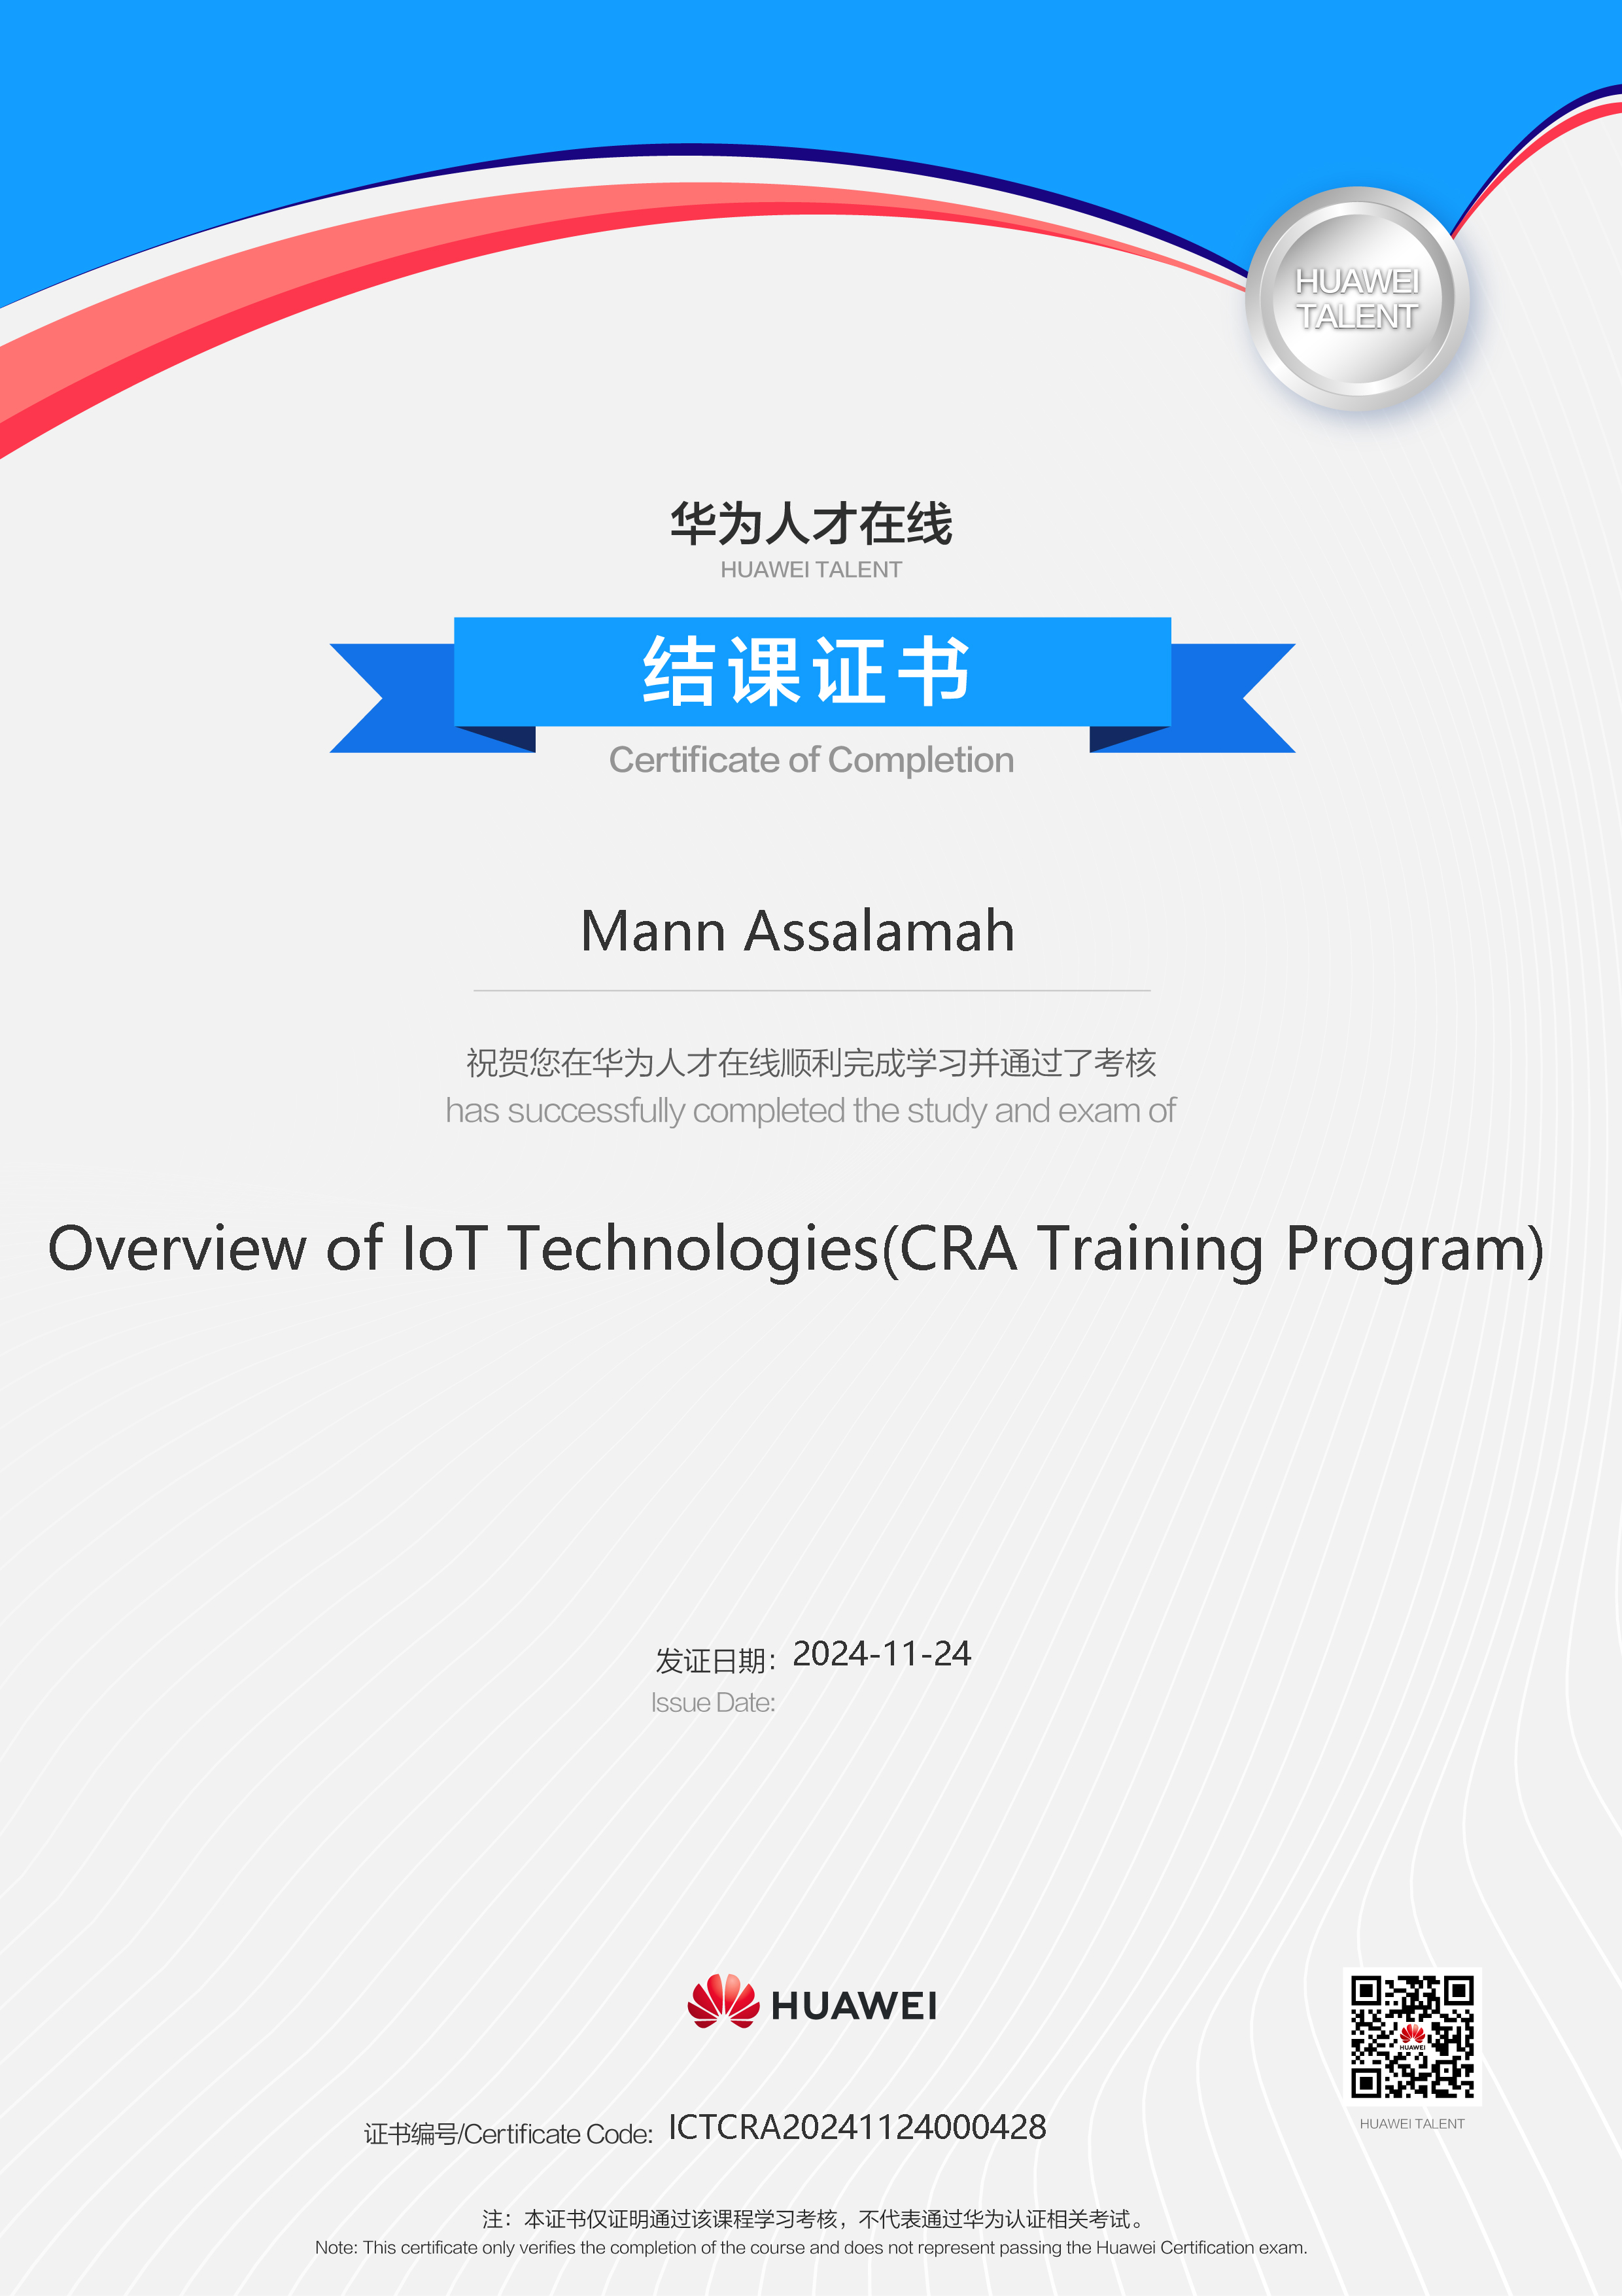 HUAWEI
TALENT
华为人才在线
HUAWEI TALENT
结课证书
Certificate of Completion
Mann Assalamah
祝贺您在华为人才在线顺利完成学习并通过了考核
has successfully completed the study and exam of
Overview of IoT Technologies(CRA Training Program)
发证日期：2024-11-24
Issue Date:
HUAWEI
HUAWEI
HUAWEI TALENT
证书编号/Certificate Code: ICTCRA20241124000428
注：本证书仅证明通过该课程学习考核，不代表通过华为认证相关考试。
Note: This certificate only verifies the completion of the course and does not represent passing the Huawei Certification exam.